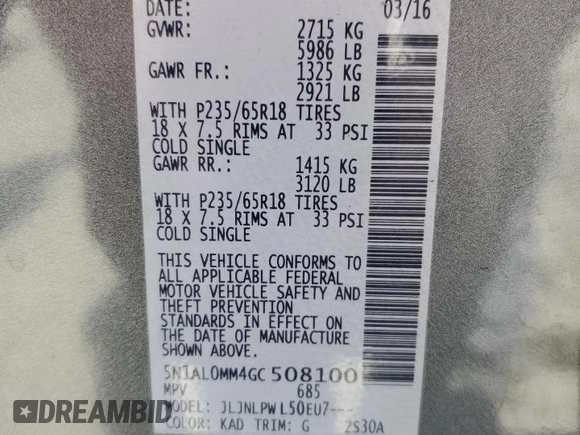 DATE: 03/16
GVWR: 2715 KG
5986 LB
GAWR FR.: 1325 KG
2921 LB
WITH P235/65R18 TIRES
18 X 7.5 RIMS AT 33 PSI
COLD SINGLE
GAWR RR.: 1415 KG
3120 LB
WITH P235/65R18 TIRES
18 X 7.5 RIMS AT 33 PSI
COLD SINGLE
THIS VEHICLE CONFORMS TO
ALL APPLICABLE FEDERAL
MOTOR VEHICLE SAFETY AND
THEFT PREVENTION
STANDARDS IN EFFECT ON
THE DATE OF MANUFACTURE
SHOWN ABOVE.
5N1AL0MM4GC508100
MPV 685
MODEL: JLJNLPWL50EU7---
COLOR: KAD TRIM: G 2S30A
RIDEBID.COM